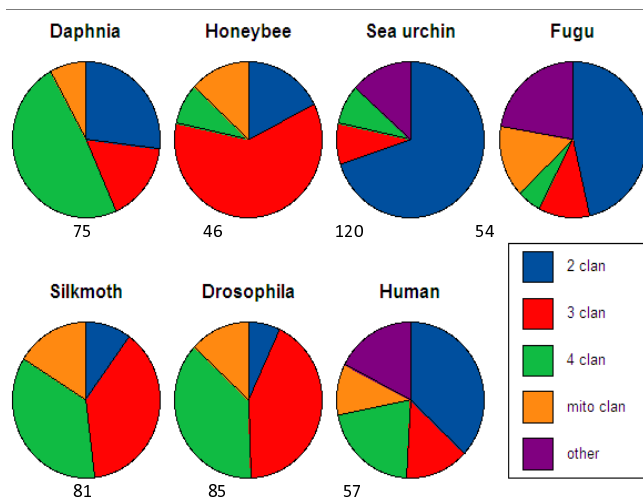 Daphnia Honeybee Sea urchin Fugu
75 46 120 54
2 clan
3 clan
4 clan
mito clan
other
Silkmoth Drosophila Human
81 85 57